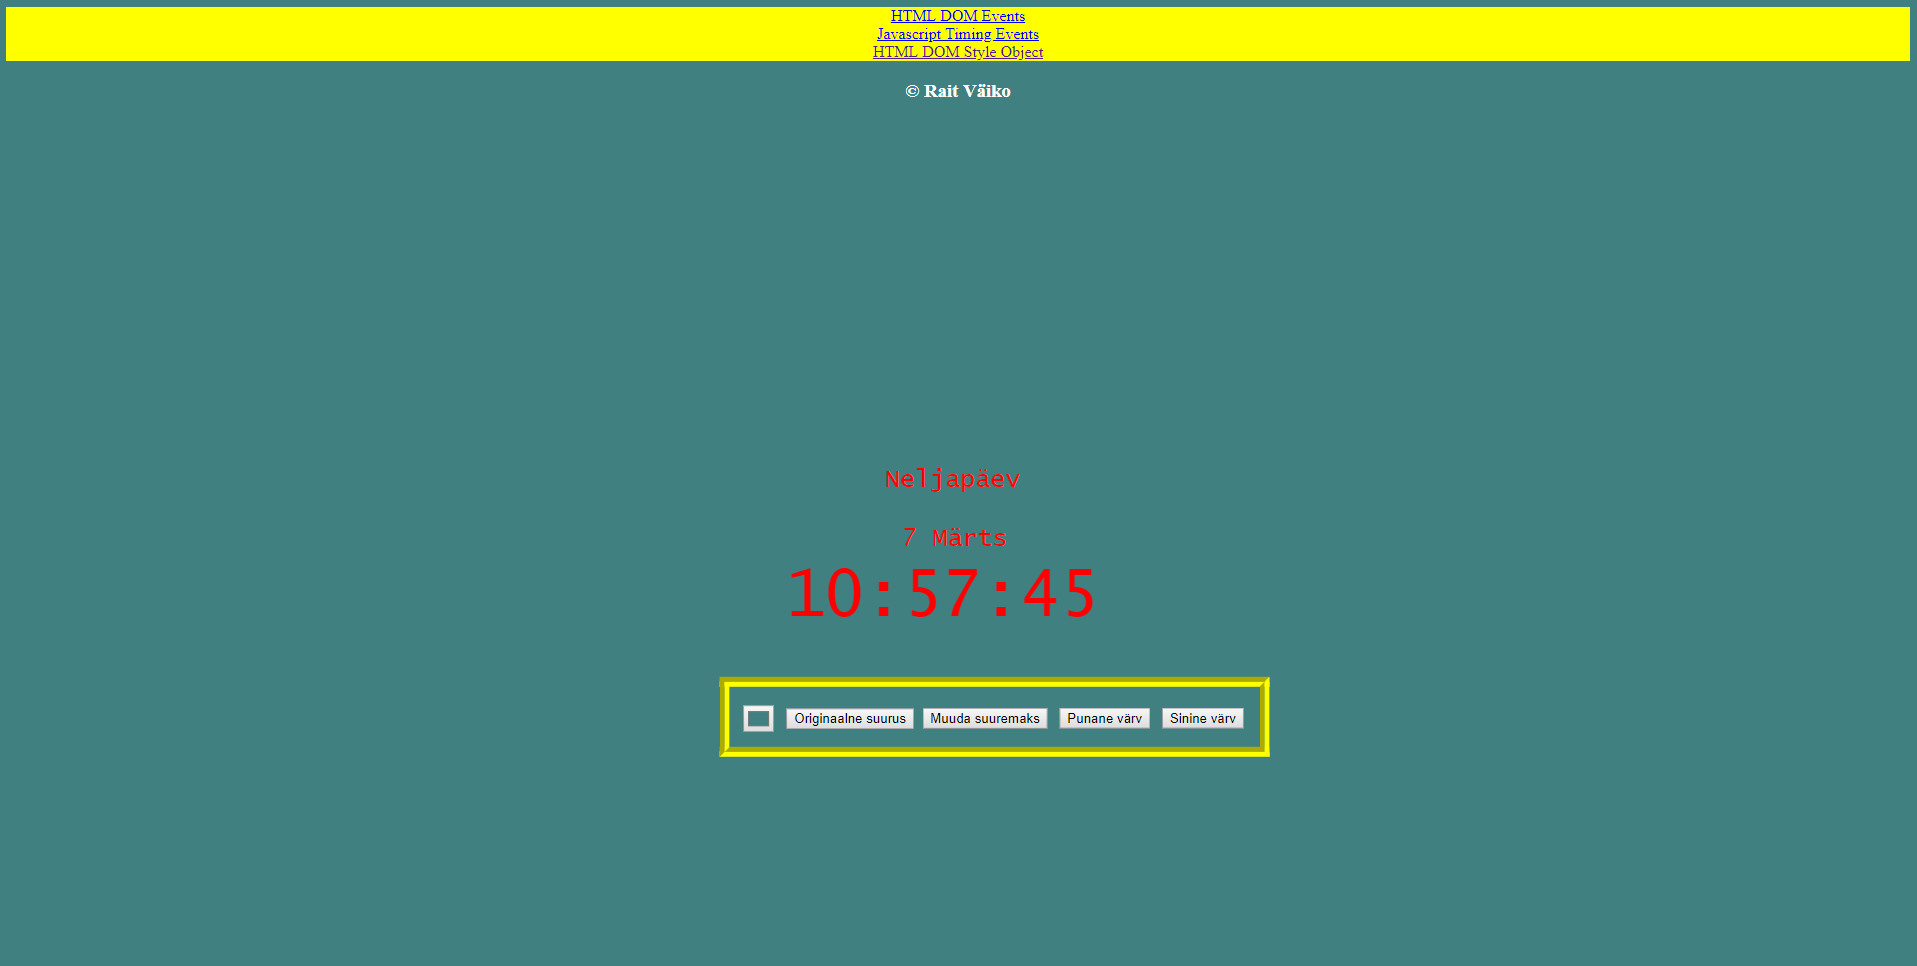 HTML DOM Events
Javascript Timing Events
HTML DOM Style Object
© Rait Väiko
Neljapäev
7 Märts
10:57:45
Originaalne suurus Muuda suuremaks Punane värv Sinine värv